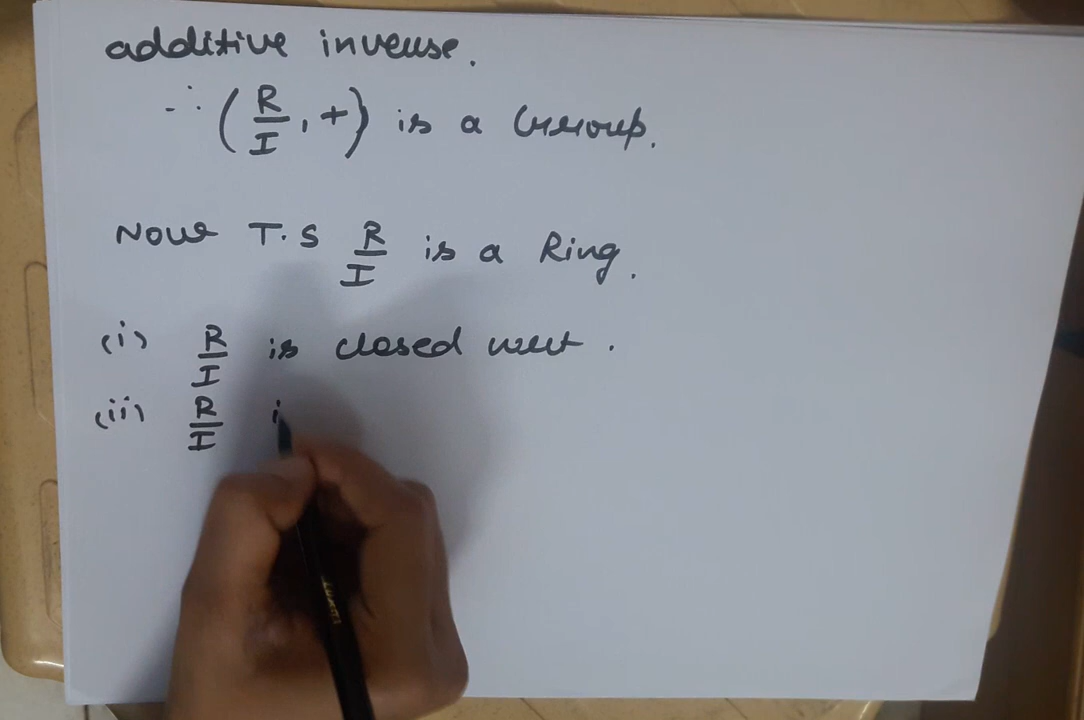 additive inverse.
∴ (R/I, +) is a Group.
Now T.S R/I is a Ring.
(i) R/I is closed wrt .
(ii) R/I i